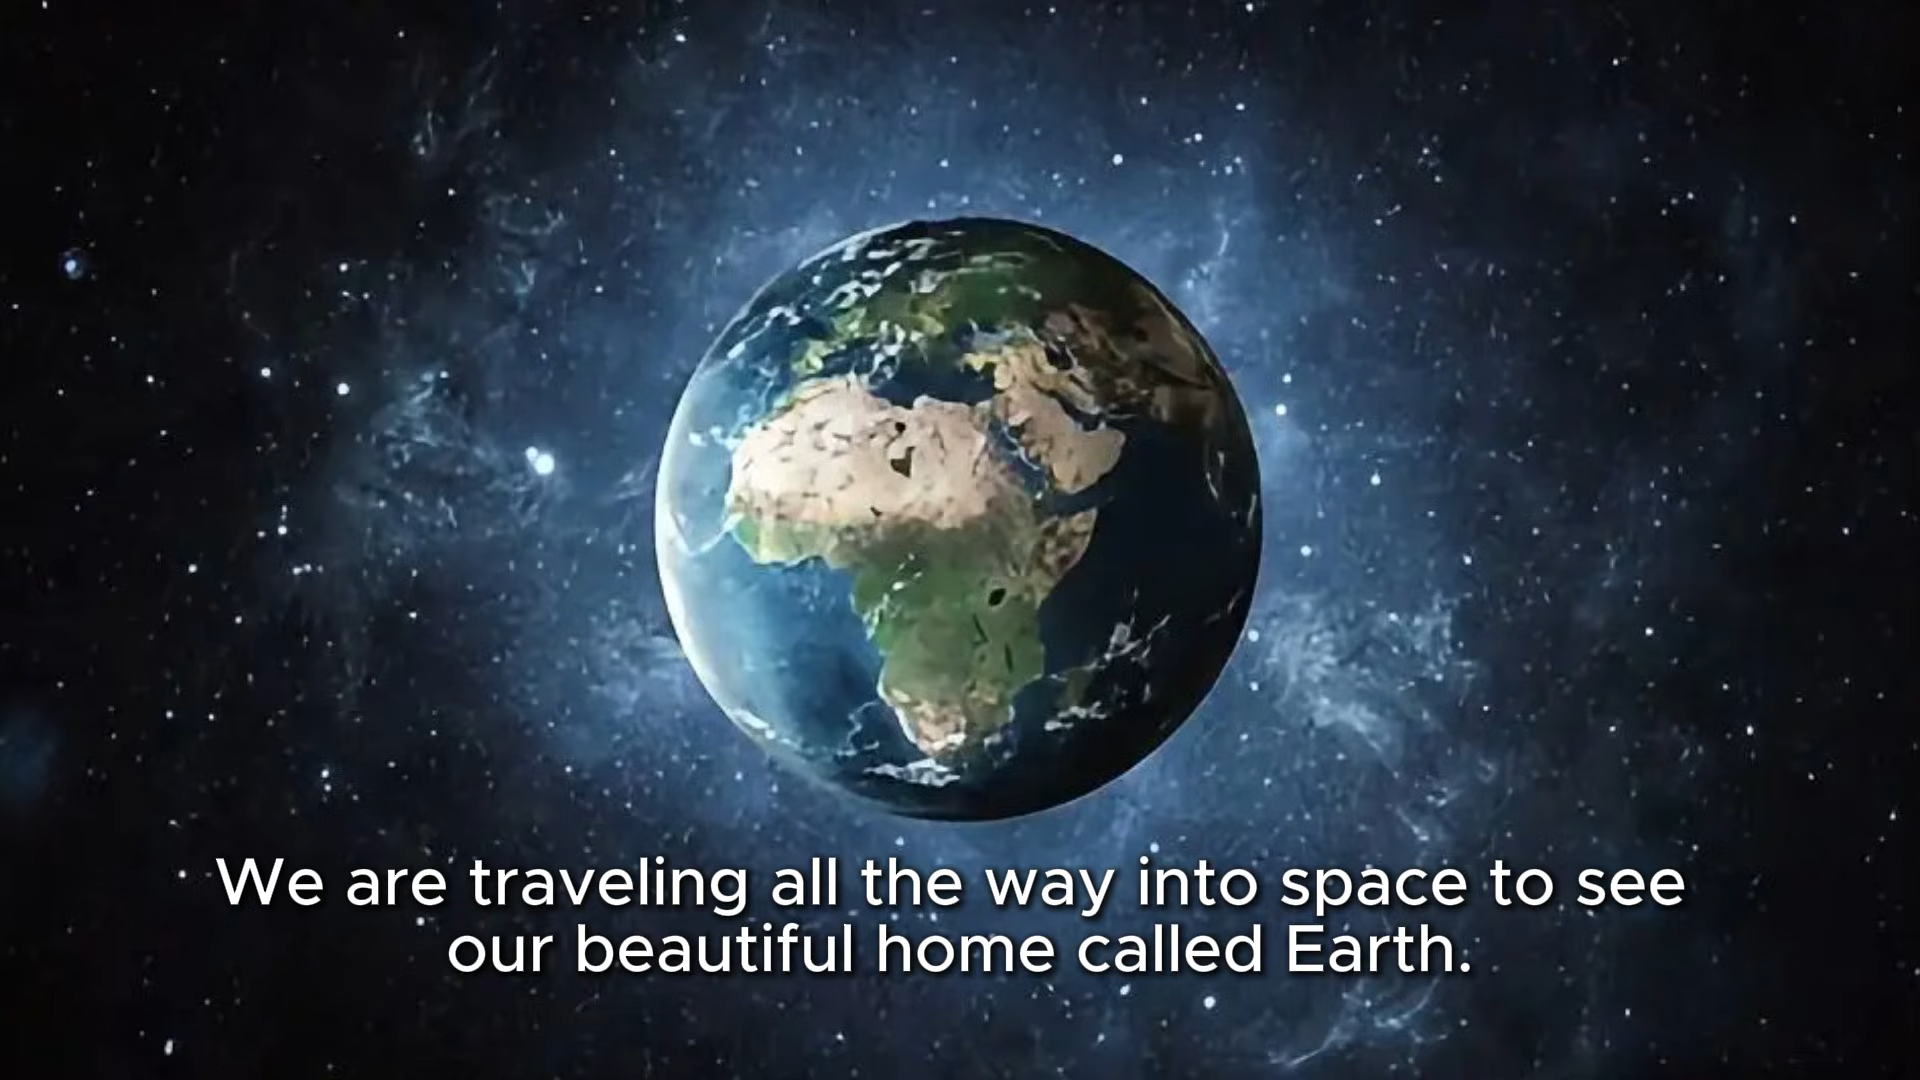 We are traveling all the way into space to see
our beautiful home called Earth.